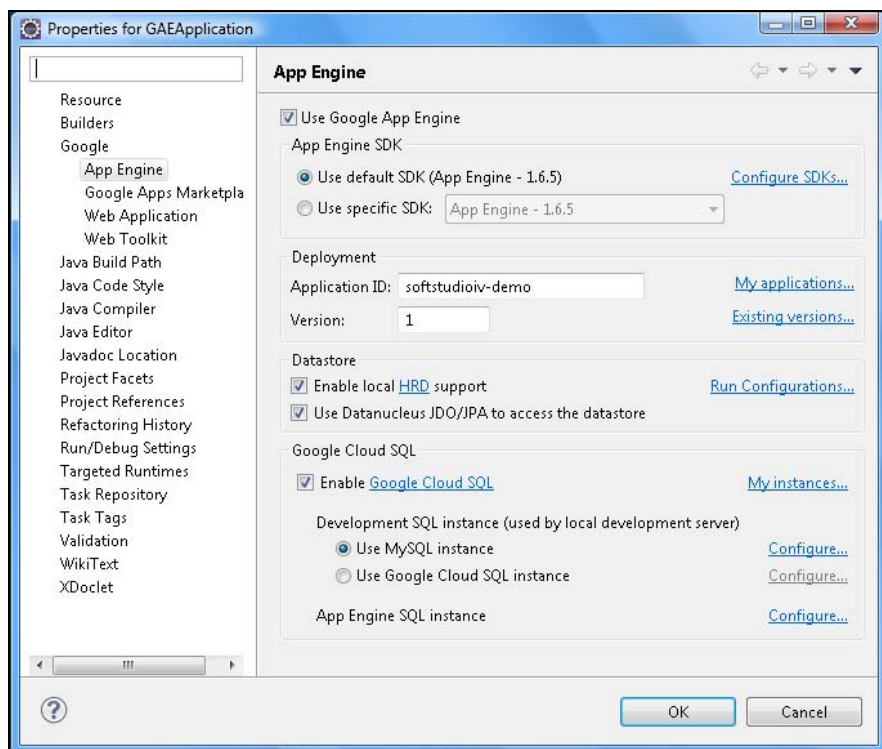 Properties for GAEApplication
Resource
Builders
Google
App Engine
Google Apps Marketpla
Web Application
Web Toolkit
Java Build Path
Java Code Style
Java Compiler
Java Editor
Javadoc Location
Project Facets
Project References
Refactoring History
Run/Debug Settings
Targeted Runtimes
Task Repository
Task Tags
Validation
WikiText
XDoclet
App Engine
Use Google App Engine
App Engine SDK
Use default SDK (App Engine - 1.6.5) Configure SDKs...
Use specific SDK: App Engine - 1.6.5
Deployment
Application ID: softstudioiv-demo My applications...
Version: 1 Existing versions...
Datastore
Enable local HRD support Run Configurations...
Use Datanucleus JDO/JPA to access the datastore
Google Cloud SQL
Enable Google Cloud SQL My instances...
Development SQL instance (used by local development server)
Use MySQL instance Configure...
Use Google Cloud SQL instance Configure...
App Engine SQL instance Configure...
? OK Cancel